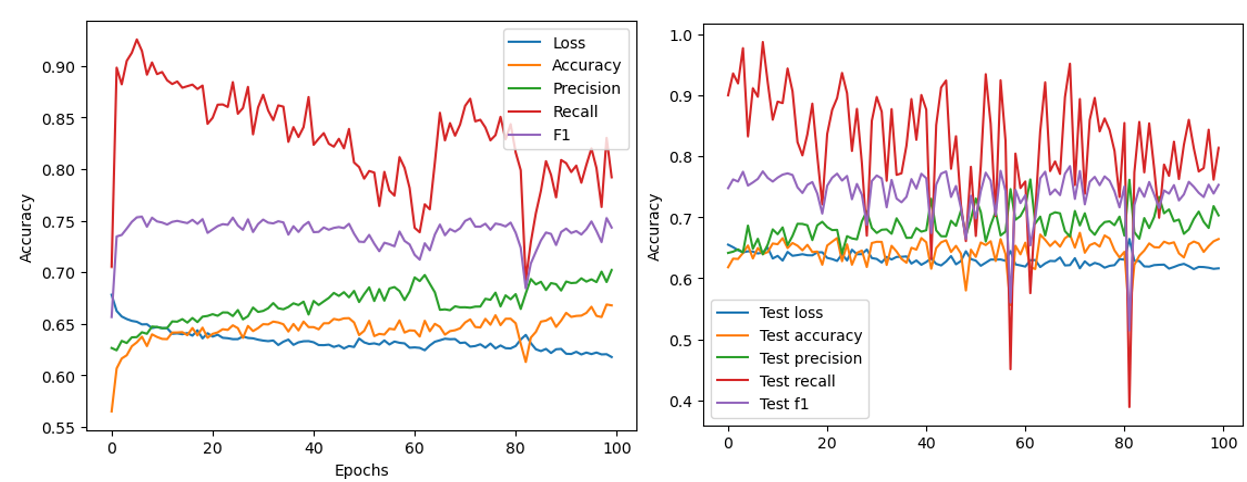 Accuracy
0.90
0.85
0.80
0.75
0.70
0.65
0.60
0.55
0 20 40 60 80 100
Epochs
Loss
Accuracy
Precision
Recall
F1
Accuracy
1.0
0.9
0.8
0.7
0.6
0.5
0.4
0 20 40 60 80 100
Test loss
Test accuracy
Test precision
Test recall
Test f1